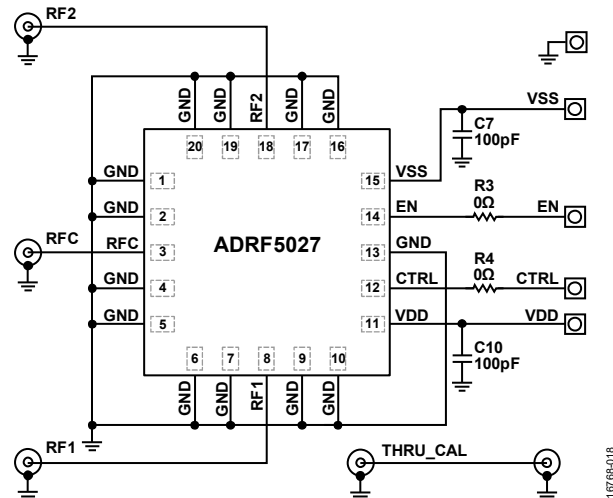 RF2
GND
GND
RF2
GND
GND
20
19
18
17
16
VSS
C7
100pF
GND
1
15
VSS
R3
0Ω
GND
2
14
EN
EN
RFC
RFC
3
ADRF5027
13
GND
R4
0Ω
GND
4
12
CTRL
CTRL
GND
5
11
VDD
VDD
C10
100pF
6
7
8
9
10
GND
GND
RF1
GND
GND
RF1
THRU_CAL
16768-018